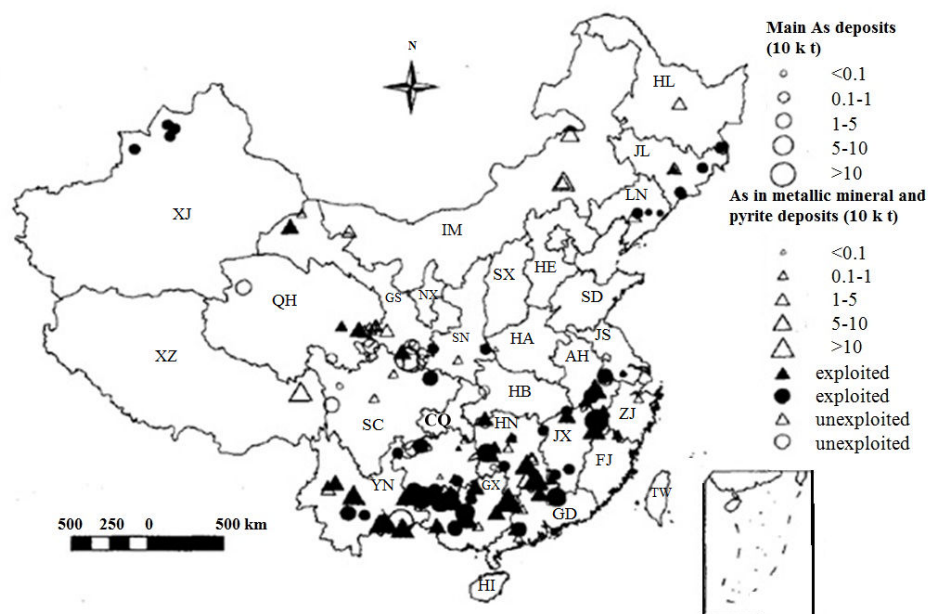 Main As deposits
(10 k t)
<0.1
0.1-1
1-5
5-10
>10
As in metallic mineral and
pyrite deposits (10 k t)
<0.1
0.1-1
1-5
5-10
>10
exploited
exploited
unexploited
unexploited
N
HL
JL
LN
XJ
IM
HE
SX
SD
QH
GS
NX
SN
HA
JS
AH
XZ
HB
SC
CQ
HN
ZJ
JX
FJ
YN
GX
GD
TW
HI
500 250 0 500 km